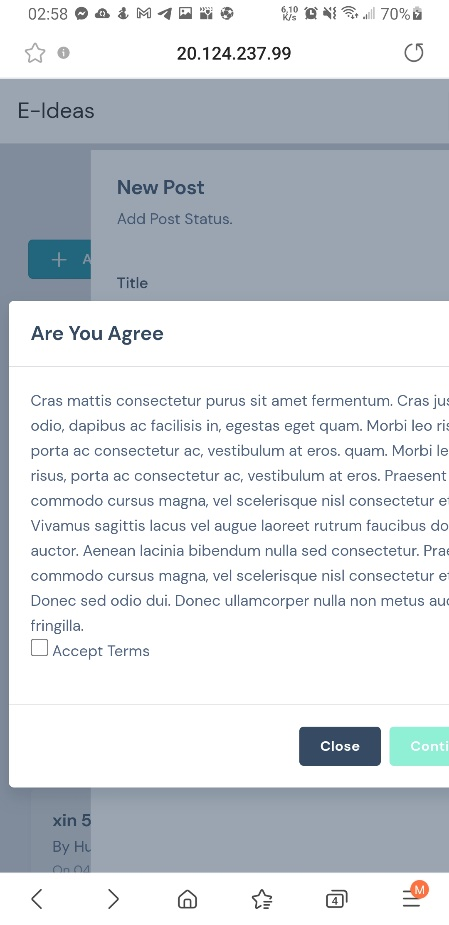 02:58
6,10 K/s
70%
20.124.237.99
E-Ideas
New Post
Add Post Status.
A
Title
Are You Agree
Cras mattis consectetur purus sit amet fermentum. Cras jus
odio, dapibus ac facilisis in, egestas eget quam. Morbi leo ris
porta ac consectetur ac, vestibulum at eros. quam. Morbi le
risus, porta ac consectetur ac, vestibulum at eros. Praesent
commodo cursus magna, vel scelerisque nisl consectetur et
Vivamus sagittis lacus vel augue laoreet rutrum faucibus do
auctor. Aenean lacinia bibendum nulla sed consectetur. Prae
commodo cursus magna, vel scelerisque nisl consectetur et
Donec sed odio dui. Donec ullamcorper nulla non metus auc
fringilla.
Accept Terms
Close
Conti
xin 5
By Hu
On 04
4
M